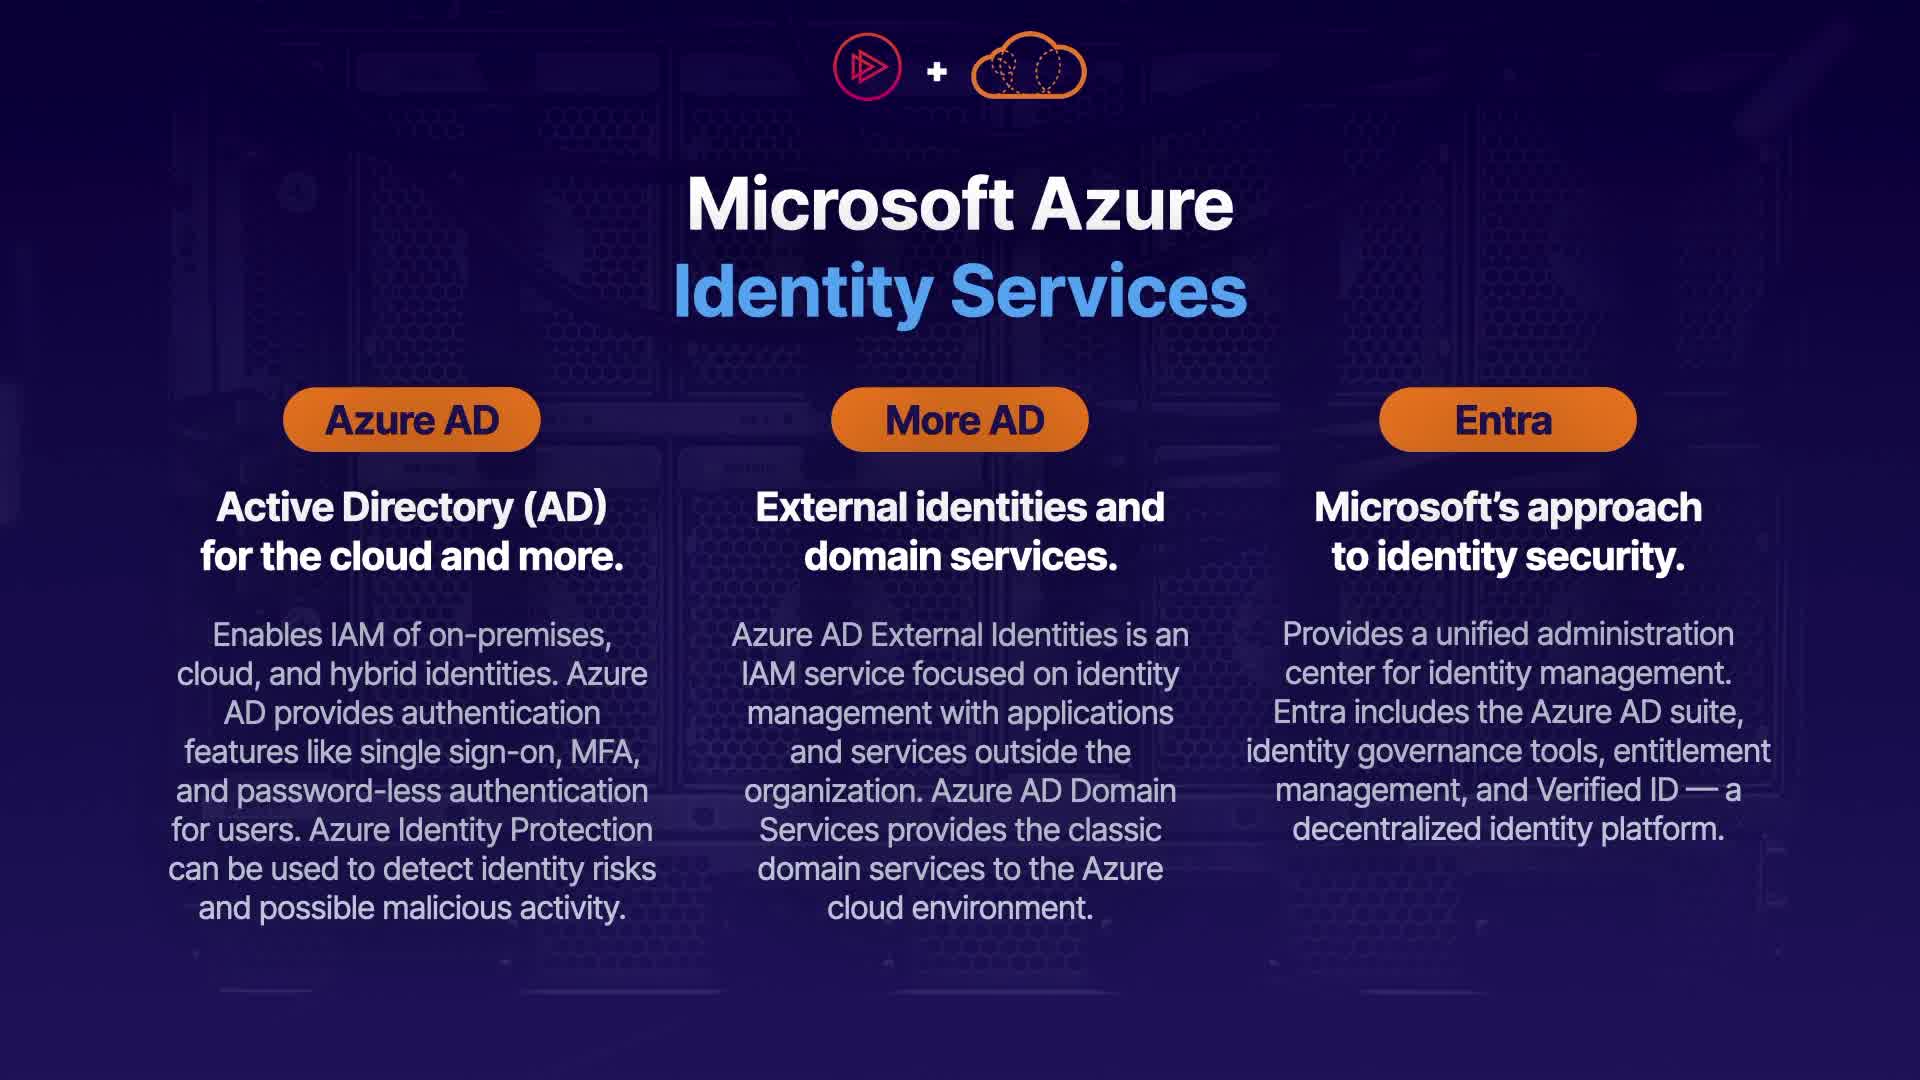 Microsoft Azure
Identity Services
Azure AD
Active Directory (AD)
for the cloud and more.
Enables IAM of on-premises,
cloud, and hybrid identities. Azure
AD provides authentication
features like single sign-on, MFA,
and password-less authentication
for users. Azure Identity Protection
can be used to detect identity risks
and possible malicious activity.
More AD
External identities and
domain services.
Azure AD External Identities is an
IAM service focused on identity
management with applications
and services outside the
organization. Azure AD Domain
Services provides the classic
domain services to the Azure
cloud environment.
Entra
Microsoft’s approach
to identity security.
Provides a unified administration
center for identity management.
Entra includes the Azure AD suite,
identity governance tools, entitlement
management, and Verified ID — a
decentralized identity platform.